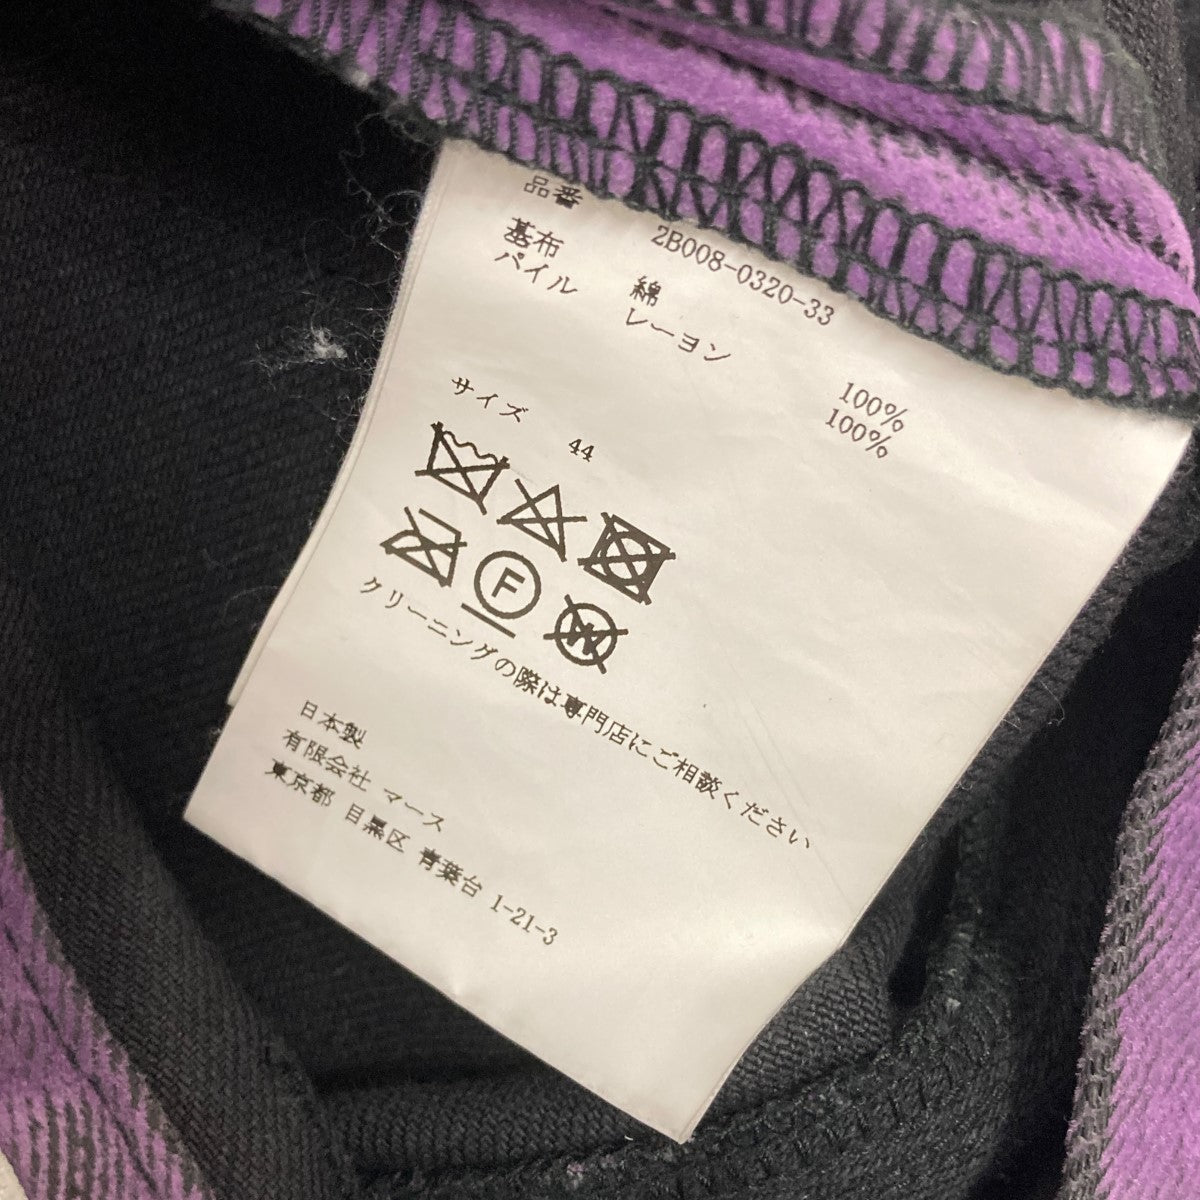 品番 2B008-0320-33
基布 綿 100%
パイル レーヨン 100%
サイズ 44
F
W
クリーニングの際は専門店にご相談ください
日本製
有限会社 マース
東京都 目黒区 青葉台 1-21-3